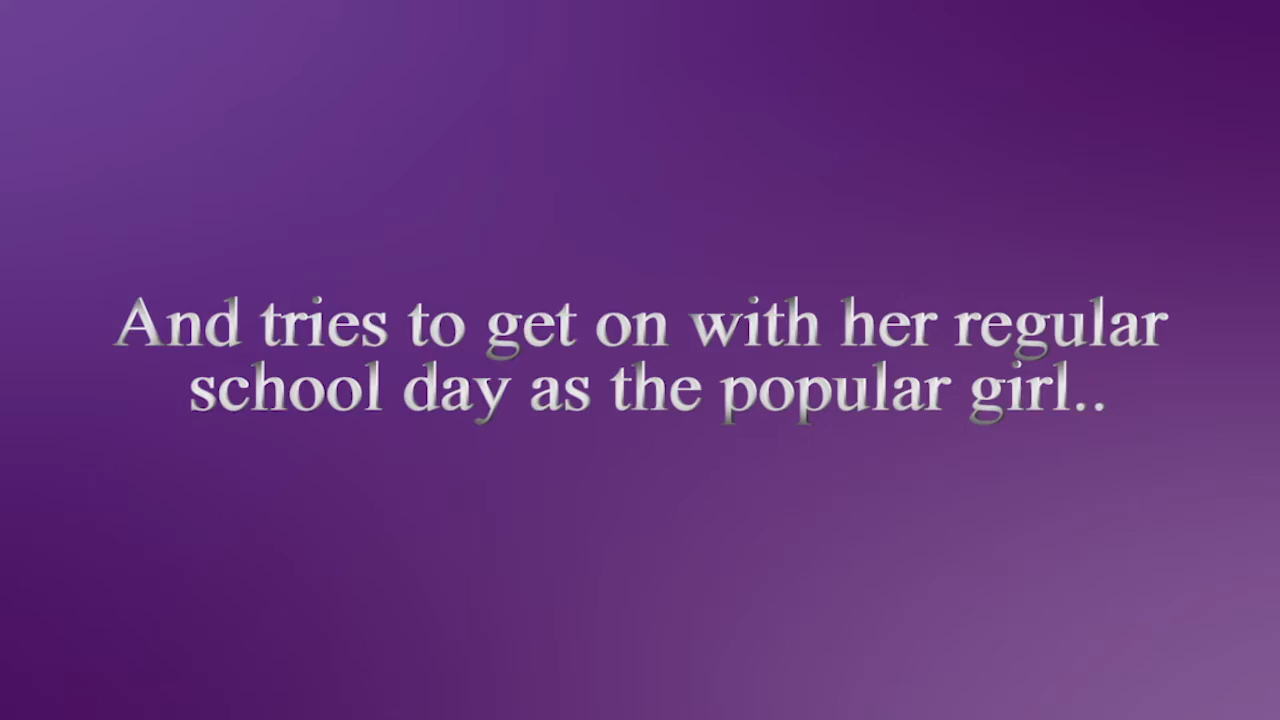 And tries to get on with her regular
school day as the popular girl..